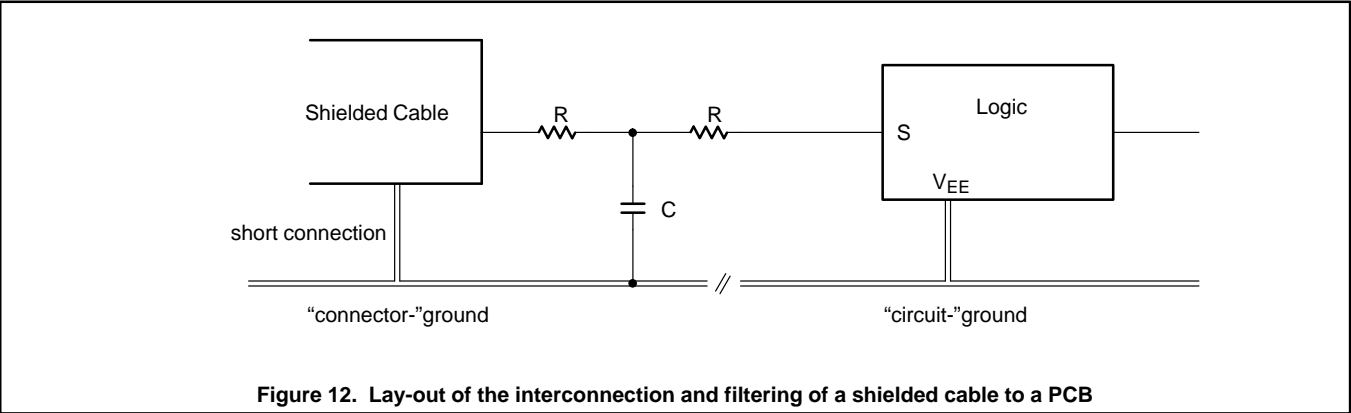 Shielded Cable
R
R
Logic
S
VEE
C
short connection
“connector-”ground
“circuit-”ground
Figure 12. Lay-out of the interconnection and filtering of a shielded cable to a PCB